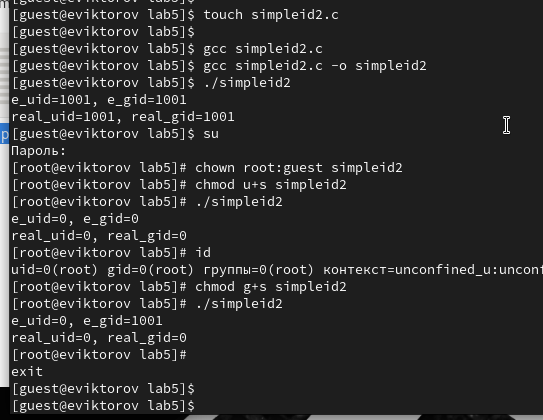 [guest@eviktorov lab5]$ touch simpleid2.c
[guest@eviktorov lab5]$
[guest@eviktorov lab5]$ gcc simpleid2.c
[guest@eviktorov lab5]$ gcc simpleid2.c -o simpleid2
[guest@eviktorov lab5]$ ./simpleid2
e_uid=1001, e_gid=1001
real_uid=1001, real_gid=1001
[guest@eviktorov lab5]$ su
Пароль:
[root@eviktorov lab5]# chown root:guest simpleid2
[root@eviktorov lab5]# chmod u+s simpleid2
[root@eviktorov lab5]# ./simpleid2
e_uid=0, e_gid=0
real_uid=0, real_gid=0
[root@eviktorov lab5]# id
uid=0(root) gid=0(root) группы=0(root) контекст=unconfined_u:unconf
[root@eviktorov lab5]# chmod g+s simpleid2
[root@eviktorov lab5]# ./simpleid2
e_uid=0, e_gid=1001
real_uid=0, real_gid=0
[root@eviktorov lab5]#
exit
[guest@eviktorov lab5]$
[guest@eviktorov lab5]$